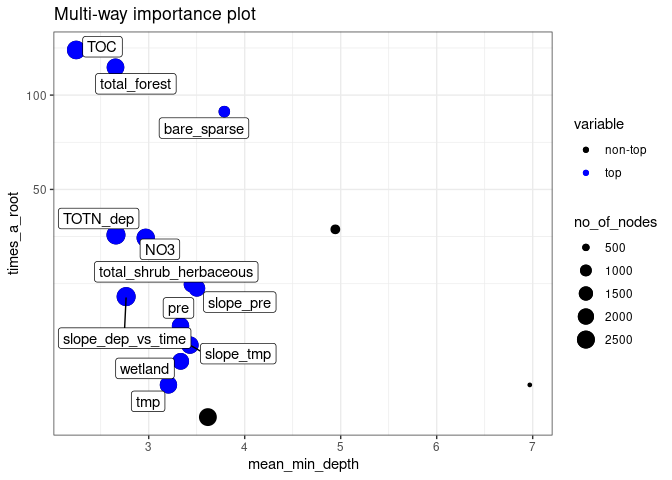 Multi-way importance plot
TOC
total_forest
100
bare_sparse
variable
non-top
top
50
TOTN_dep
NO3
times_a_root
total_shrub_herbaceous
slope_pre
pre
slope_dep_vs_time
slope_tmp
wetland
tmp
no_of_nodes
500
1000
1500
2000
2500
3
4
5
6
7
mean_min_depth